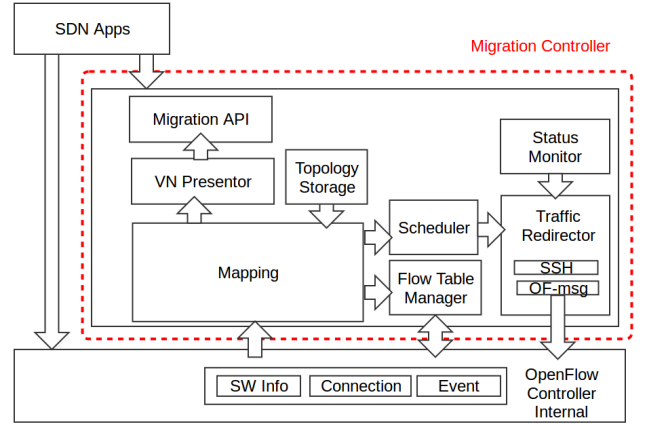 SDN Apps
Migration Controller
Migration API
Status
Monitor
VN Presentor
Topology
Storage
Scheduler
Traffic
Redirector
Mapping
Flow Table
Manager
SSH
OF-msg
SW Info
Connection
Event
OpenFlow
Controller
Internal